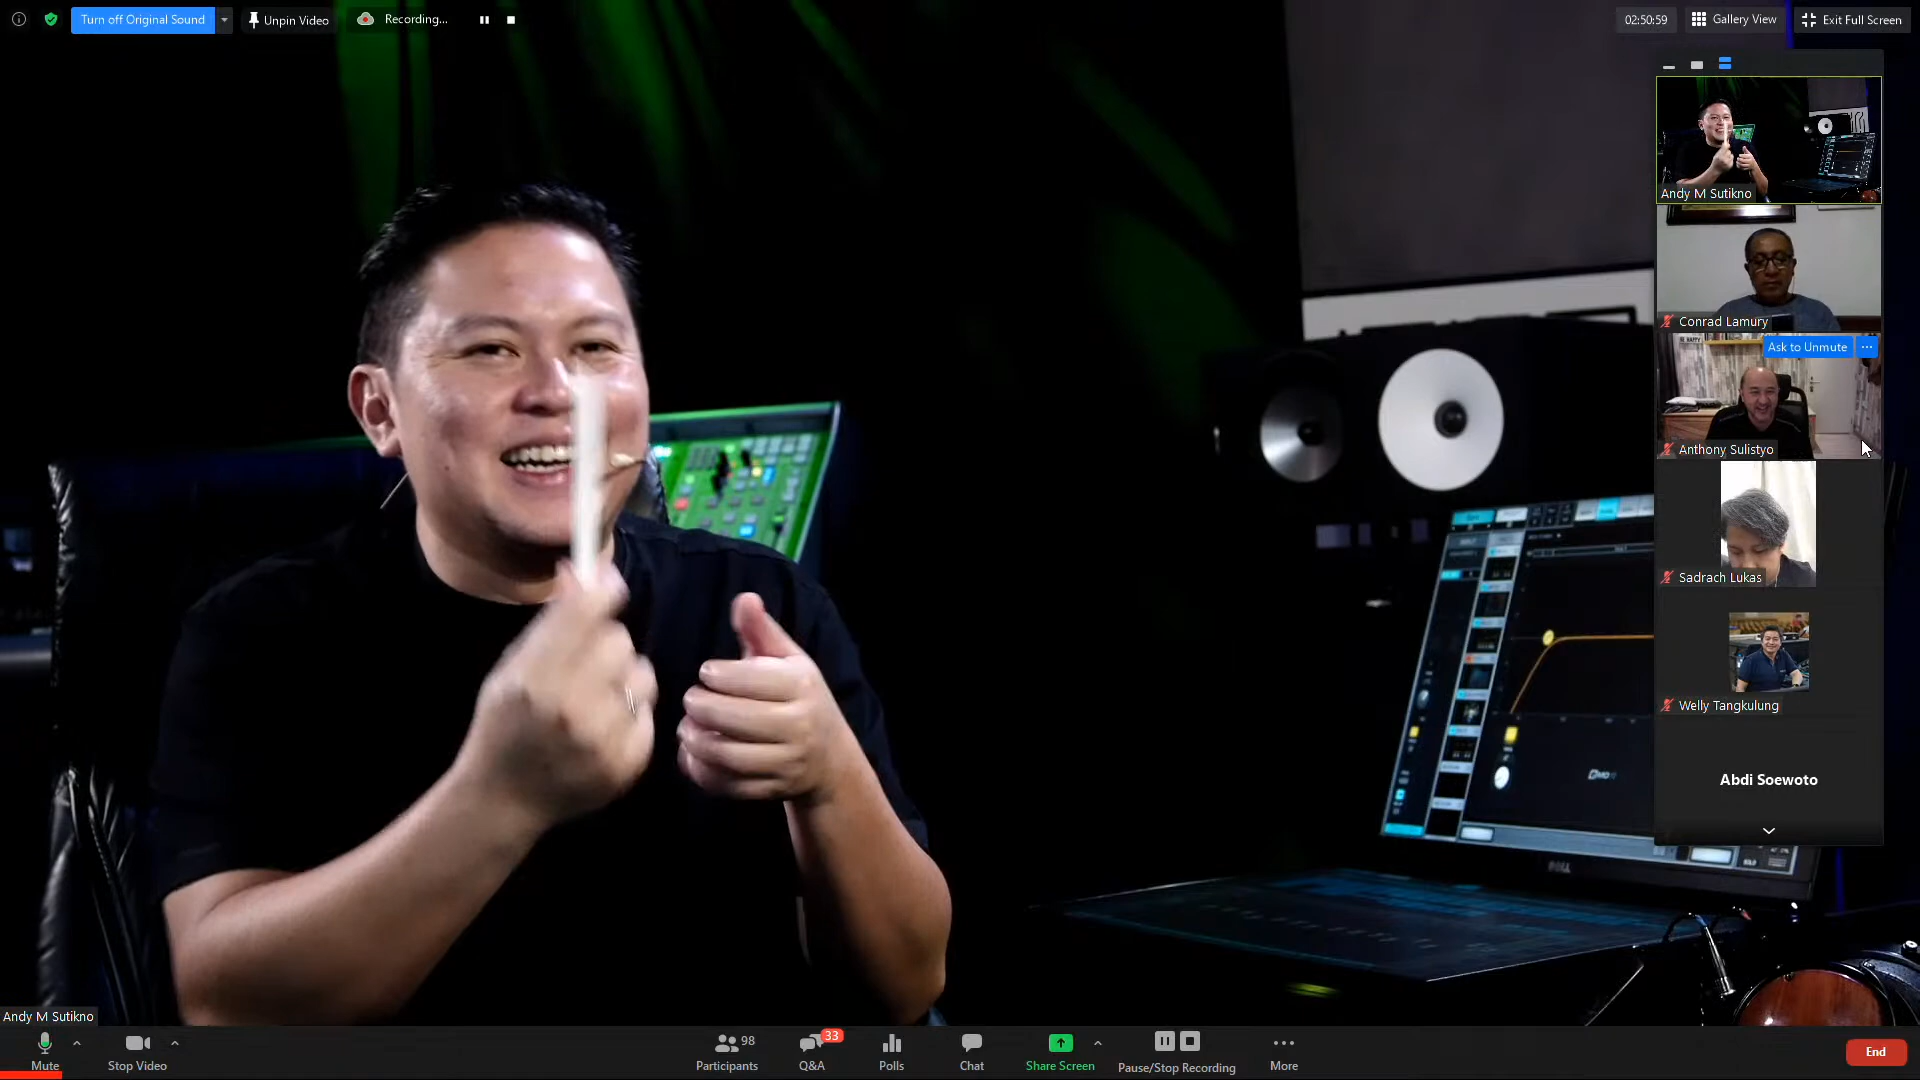 Turn off Original Sound
Unpin Video
Recording...
02:50:59
Gallery View
Exit Full Screen
Andy M Sutikno
Conrad Lamury
Ask to Unmute
Anthony Sulistyo
Sadrach Lukas
Welly Tangkulung
Abdi Soewoto
DELL
Andy M Sutikno
Mute
Stop Video
98
Participants
33
Q&A
Polls
Chat
Share Screen
Pause/Stop Recording
More
End